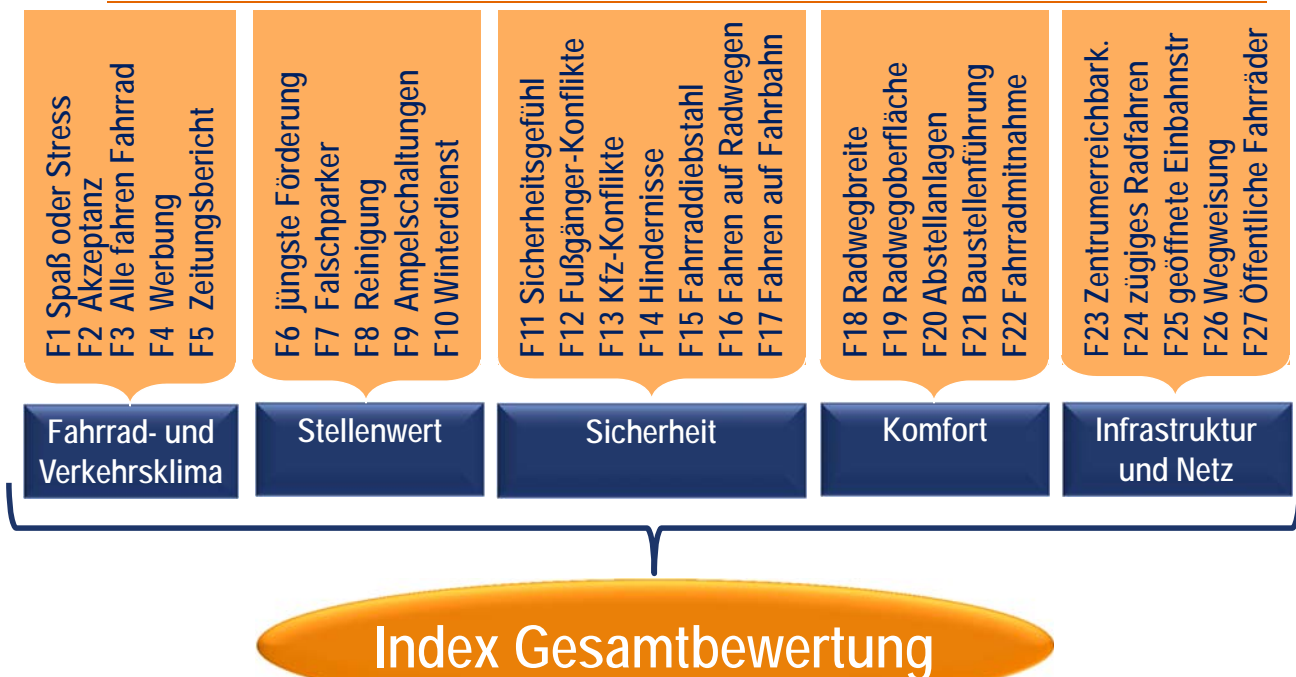 F1 Spaß oder Stress
F2 Akzeptanz
F3 Alle fahren Fahrrad
F4 Werbung
F5 Zeitungsbericht
Fahrrad- und
Verkehrsklima
F6 jüngste Förderung
F7 Falschparker
F8 Reinigung
F9 Ampelschaltungen
F10 Winterdienst
Stellenwert
F11 Sicherheitsgefühl
F12 Fußgänger-Konflikte
F13 Kfz-Konflikte
F14 Hindernisse
F15 Fahrraddiebstahl
F16 Fahren auf Radwegen
F17 Fahren auf Fahrbahn
Sicherheit
F18 Radwegbreite
F19 Radwegoberfläche
F20 Abstellanlagen
F21 Baustellenführung
F22 Fahrradmitnahme
Komfort
F23 Zentrumerreichbark.
F24 zügiges Radfahren
F25 geöffnete Einbahnstr
F26 Wegweisung
F27 Öffentliche Fahrräder
Infrastruktur
und Netz
Index Gesamtbewertung